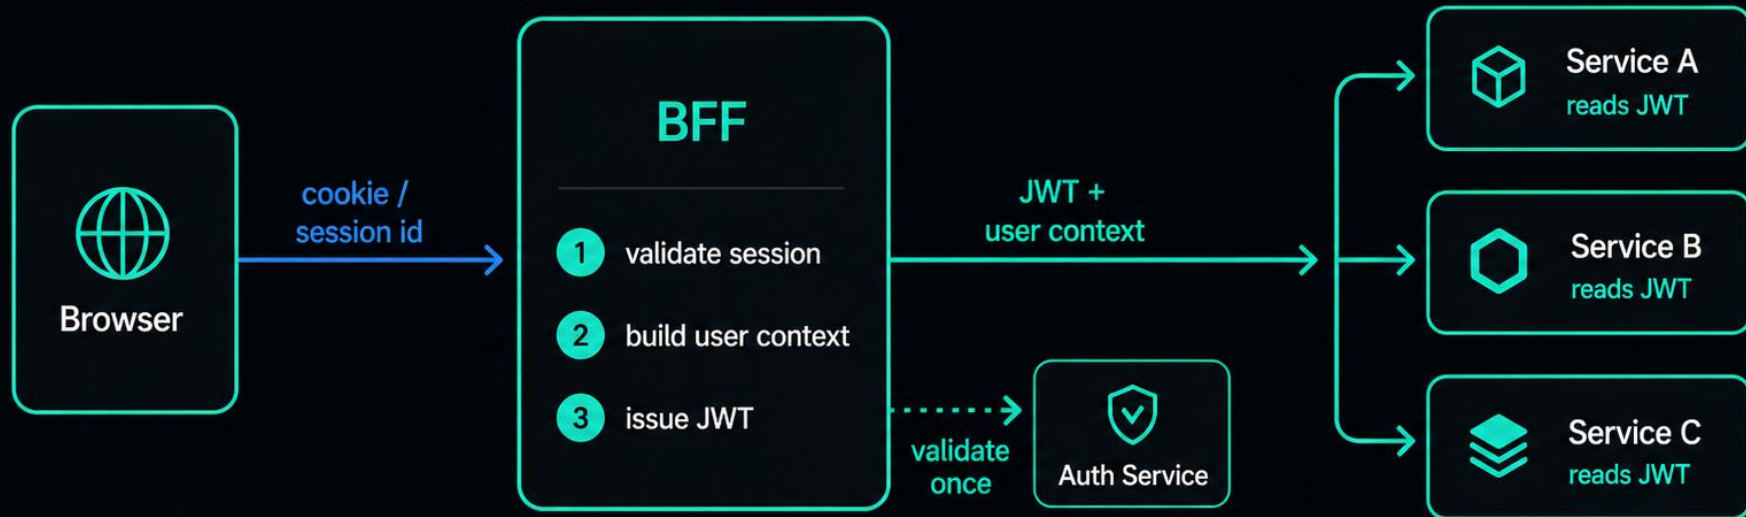 Browser
cookie /
session id
BFF
1 validate session
2 build user context
3 issue JWT
JWT +
user context
validate
once
Auth Service
Service A
reads JWT
Service B
reads JWT
Service C
reads JWT